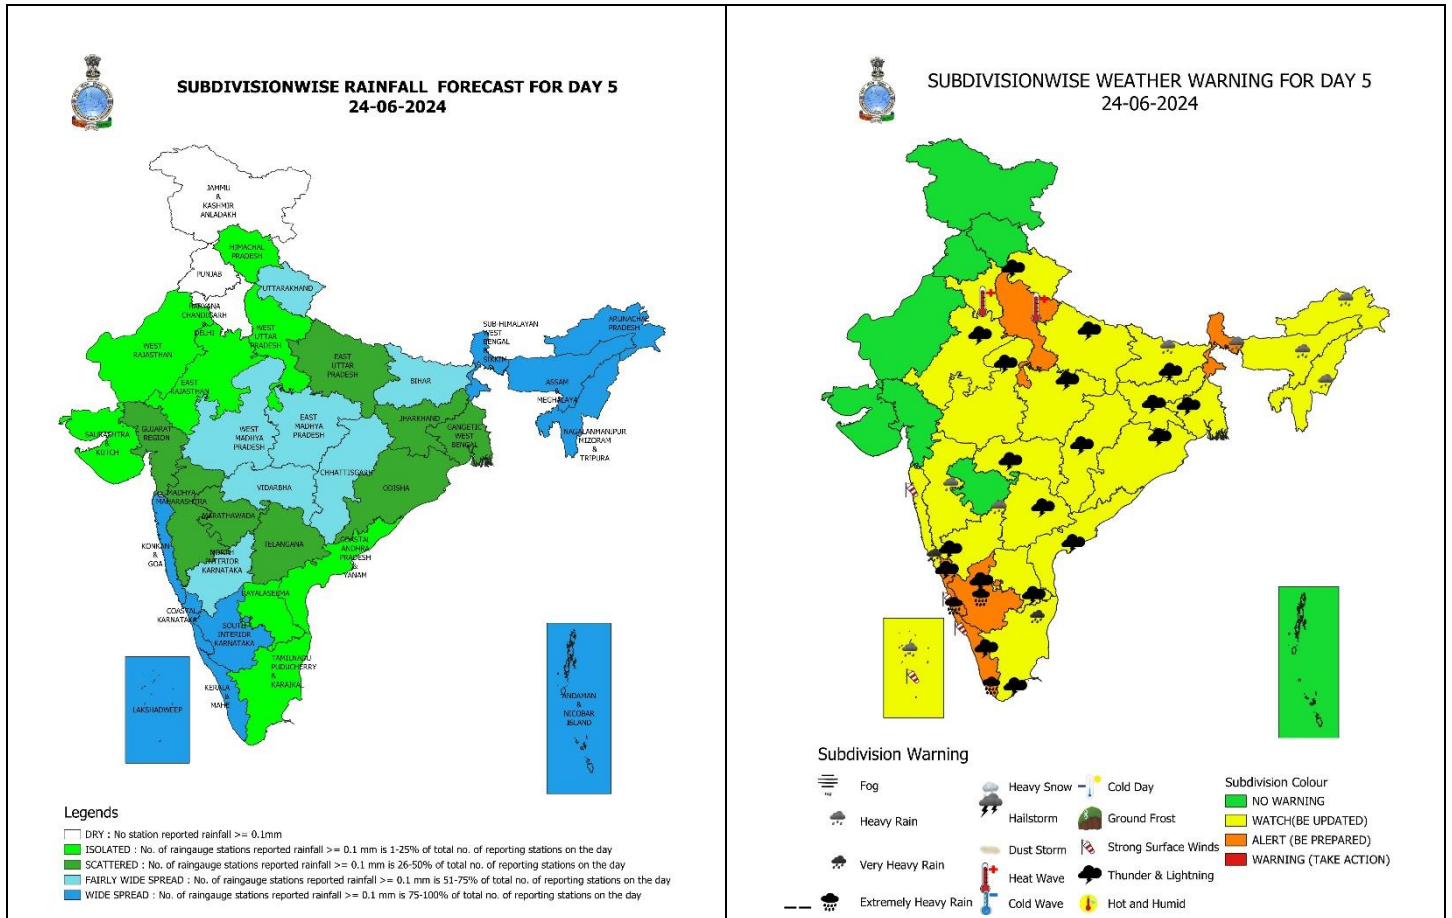 SUBDIVISIONWISE RAINFALL FORECAST FOR DAY 5
24-06-2024
JAMMU
&
KASHMIR
ANLADAKH
HIMACHAL
PRADESH
PUNJAB
UTTARAKHAND
HARYANA
CHANDIGARH
&
DELHI
WEST
UTTAR
PRADESH
WEST
RAJASTHAN
EAST
RAJASTHAN
EAST
UTTAR
PRADESH
BIHAR
SUB-HIMALAYAN
WEST
BENGAL
&
SIKKIM
ARUNACHAL
PRADESH
ASSAM
&
MEGHALAYA
NAGALANMANIPUR
MIZORAM
&
TRIPURA
SAURASHTRA
&
KUTCH
GUJARAT
REGION
WEST
MADHYA
PRADESH
EAST
MADHYA
PRADESH
JHARKHAND
GANGETIC
WEST
BENGAL
CHHATTISGARH
ODISHA
VIDARBHA
MADHYA
MAHARASHTRA
MARATHAWADA
KONKAN
&
GOA
TELANGANA
COASTAL
ANDHRA
PRADESH
&
YANAM
NORTH
INTERIOR
KARNATAKA
RAYALASEEMA
COASTAL
KARNATAKA
SOUTH
INTERIOR
KARNATAKA
TAMILNADU
PUDUCHERRY
&
KARAIKAL
KERALA
&
MAHE
LAKSHADWEEP
ANDAMAN
&
NICOBAR
ISLAND
Legends
DRY : No station reported rainfall >= 0.1mm
ISOLATED : No. of raingauge stations reported rainfall >= 0.1 mm is 1-25% of total no. of reporting stations on the day
SCATTERED : No. of raingauge stations reported rainfall >= 0.1 mm is 26-50% of total no. of reporting stations on the day
FAIRLY WIDE SPREAD : No. of raingauge stations reported rainfall >= 0.1 mm is 51-75% of total no. of reporting stations on the day
WIDE SPREAD : No. of raingauge stations reported rainfall >= 0.1 mm is 75-100% of total no. of reporting stations on the day
SUBDIVISIONWISE WEATHER WARNING FOR DAY 5
24-06-2024
Subdivision Warning
Fog
Heavy Rain
Very Heavy Rain
Extremely Heavy Rain
Heavy Snow
Hailstorm
Dust Storm
Heat Wave
Cold Wave
Cold Day
Ground Frost
Strong Surface Winds
Thunder & Lightning
Hot and Humid
Subdivision Colour
NO WARNING
WATCH(BE UPDATED)
ALERT (BE PREPARED)
WARNING (TAKE ACTION)